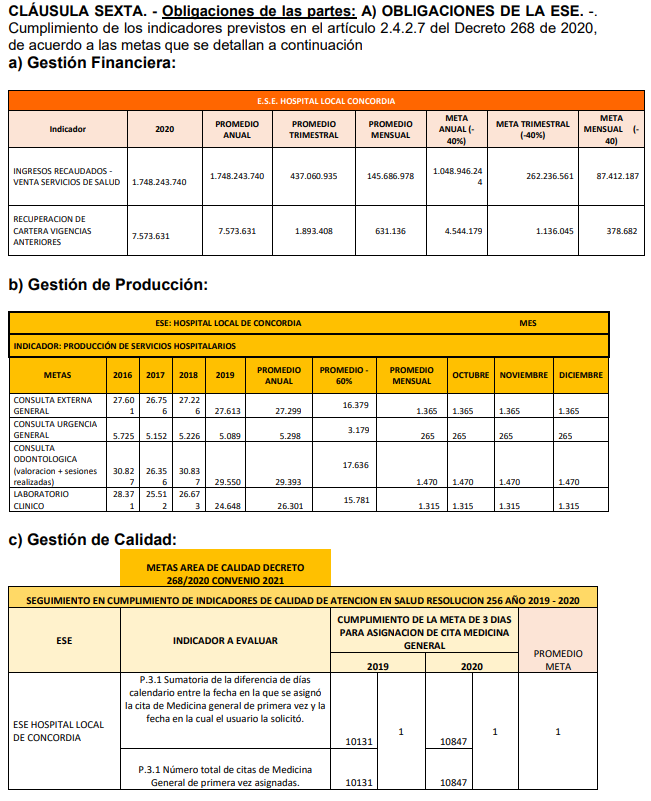 CLÁUSULA SEXTA. - Obligaciones de las partes: A) OBLIGACIONES DE LA ESE. -.
Cumplimiento de los indicadores previstos en el artículo 2.4.2.7 del Decreto 268 de 2020,
de acuerdo a las metas que se detallan a continuación
a) Gestión Financiera:
E.S.E. HOSPITAL LOCAL CONCORDIA
Indicador 2020 PROMEDIO ANUAL PROMEDIO TRIMESTRAL PROMEDIO MENSUAL META ANUAL (-40%) META TRIMESTRAL (-40%) META MENSUAL (-40)
INGRESOS RECAUDADOS - VENTA SERVICIOS DE SALUD 1.748.243.740 1.748.243.740 437.060.935 145.686.978 1.048.946.244 262.236.561 87.412.187
RECUPERACION DE CARTERA VIGENCIAS ANTERIORES 7.573.631 7.573.631 1.893.408 631.136 4.544.179 1.136.045 378.682
b) Gestión de Producción:
ESE: HOSPITAL LOCAL DE CONCORDIA MES
INDICADOR: PRODUCCIÓN DE SERVICIOS HOSPITALARIOS
METAS 2016 2017 2018 2019 PROMEDIO ANUAL PROMEDIO - 60% PROMEDIO MENSUAL OCTUBRE NOVIEMBRE DICIEMBRE
CONSULTA EXTERNA GENERAL 27.601 26.756 27.226 27.613 27.299 16.379 1.365 1.365 1.365 1.365
CONSULTA URGENCIA GENERAL 5.725 5.152 5.226 5.089 5.298 3.179 265 265 265 265
CONSULTA ODONTOLOGICA (valoracion + sesiones realizadas) 30.827 26.356 30.837 29.550 29.393 17.636 1.470 1.470 1.470 1.470
LABORATORIO CLINICO 28.371 25.512 26.673 24.648 26.301 15.781 1.315 1.315 1.315 1.315
c) Gestión de Calidad:
METAS AREA DE CALIDAD DECRETO
268/2020 CONVENIO 2021
SEGUIMIENTO EN CUMPLIMIENTO DE INDICADORES DE CALIDAD DE ATENCION EN SALUD RESOLUCION 256 AÑO 2019 - 2020
ESE INDICADOR A EVALUAR CUMPLIMIENTO DE LA META DE 3 DIAS PARA ASIGNACION DE CITA MEDICINA GENERAL PROMEDIO META
2019 2020
ESE HOSPITAL LOCAL DE CONCORDIA
P.3.1 Sumatoria de la diferencia de días calendario entre la fecha en la que se asignó la cita de Medicina general de primera vez y la fecha en la cual el usuario la solicitó. 10131 1 10847 1 1
P.3.1 Número total de citas de Medicina General de primera vez asignadas. 10131 10847